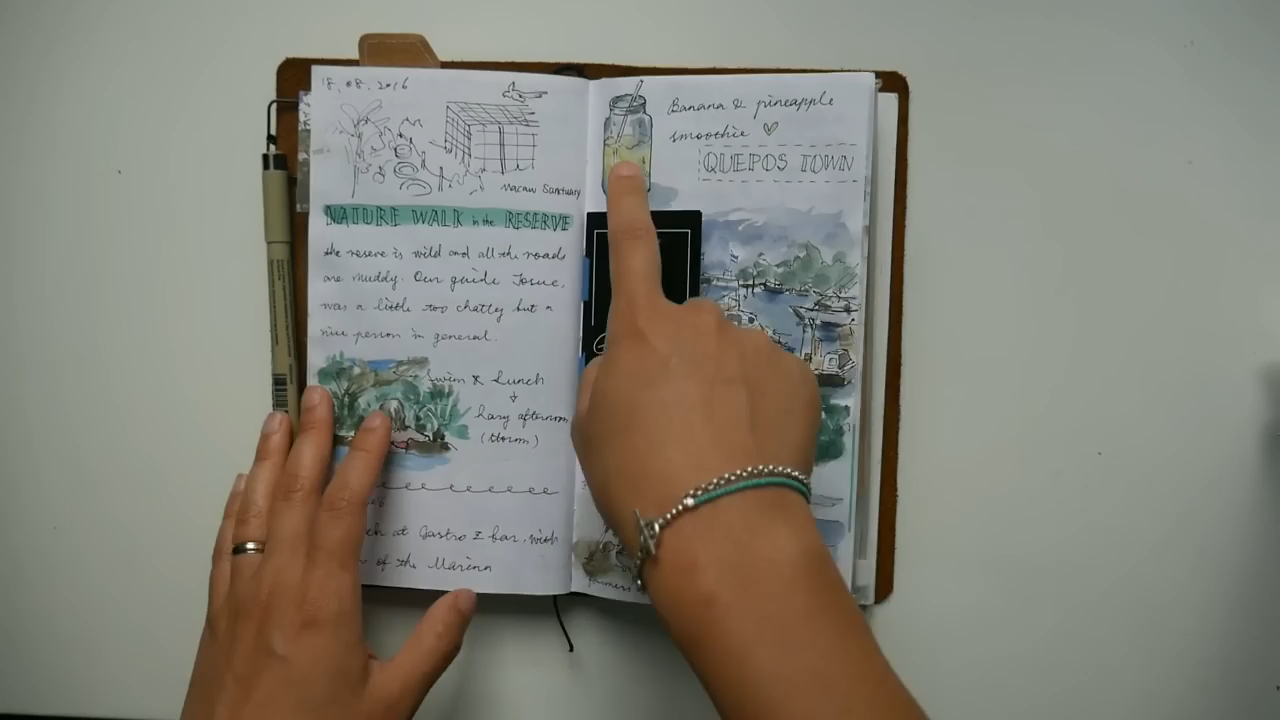 18.08.2016
Macaw Sanctuary
NATURE WALK in the RESERVE
the reserve is wild and all the roads
are muddy. Our guide Josue,
was a little too chatty but a
nice person in general.
Swim & Lunch
lazy afternoon
(storm)
at Gastro Z bar, with
of the Marina
Banana & pineapple
smoothie
QUEPOS TOWN
farmers